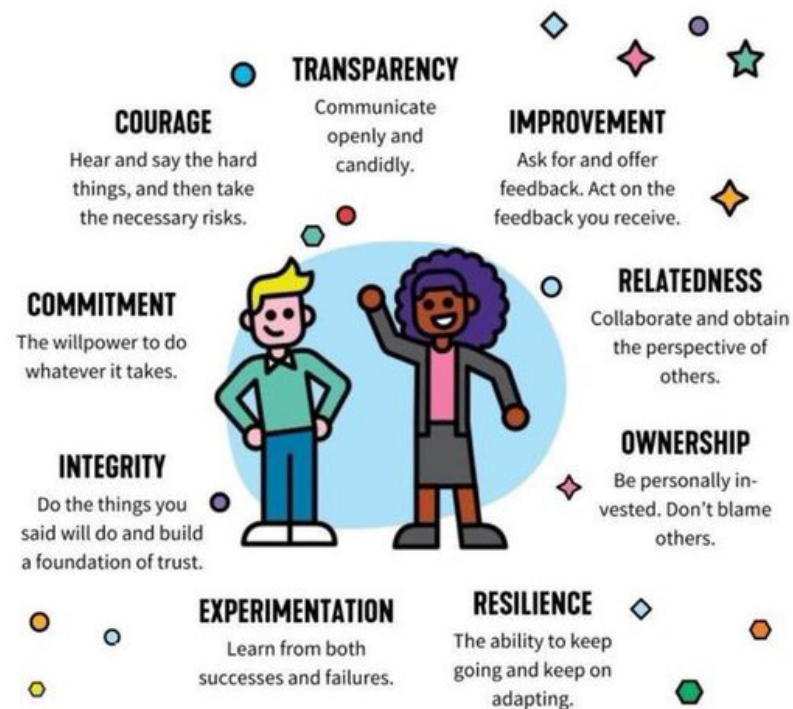 TRANSPARENCY
Communicate
openly and
candidly.
COURAGE
Hear and say the hard
things, and then take
the necessary risks.
IMPROVEMENT
Ask for and offer
feedback. Act on the
feedback you receive.
COMMITMENT
The willpower to do
whatever it takes.
RELATEDNESS
Collaborate and obtain
the perspective of
others.
INTEGRITY
Do the things you
said will do and build
a foundation of trust.
OWNERSHIP
Be personally in-
vested. Don't blame
others.
EXPERIMENTATION
Learn from both
successes and failures.
RESILIENCE
The ability to keep
going and keep on
adapting.